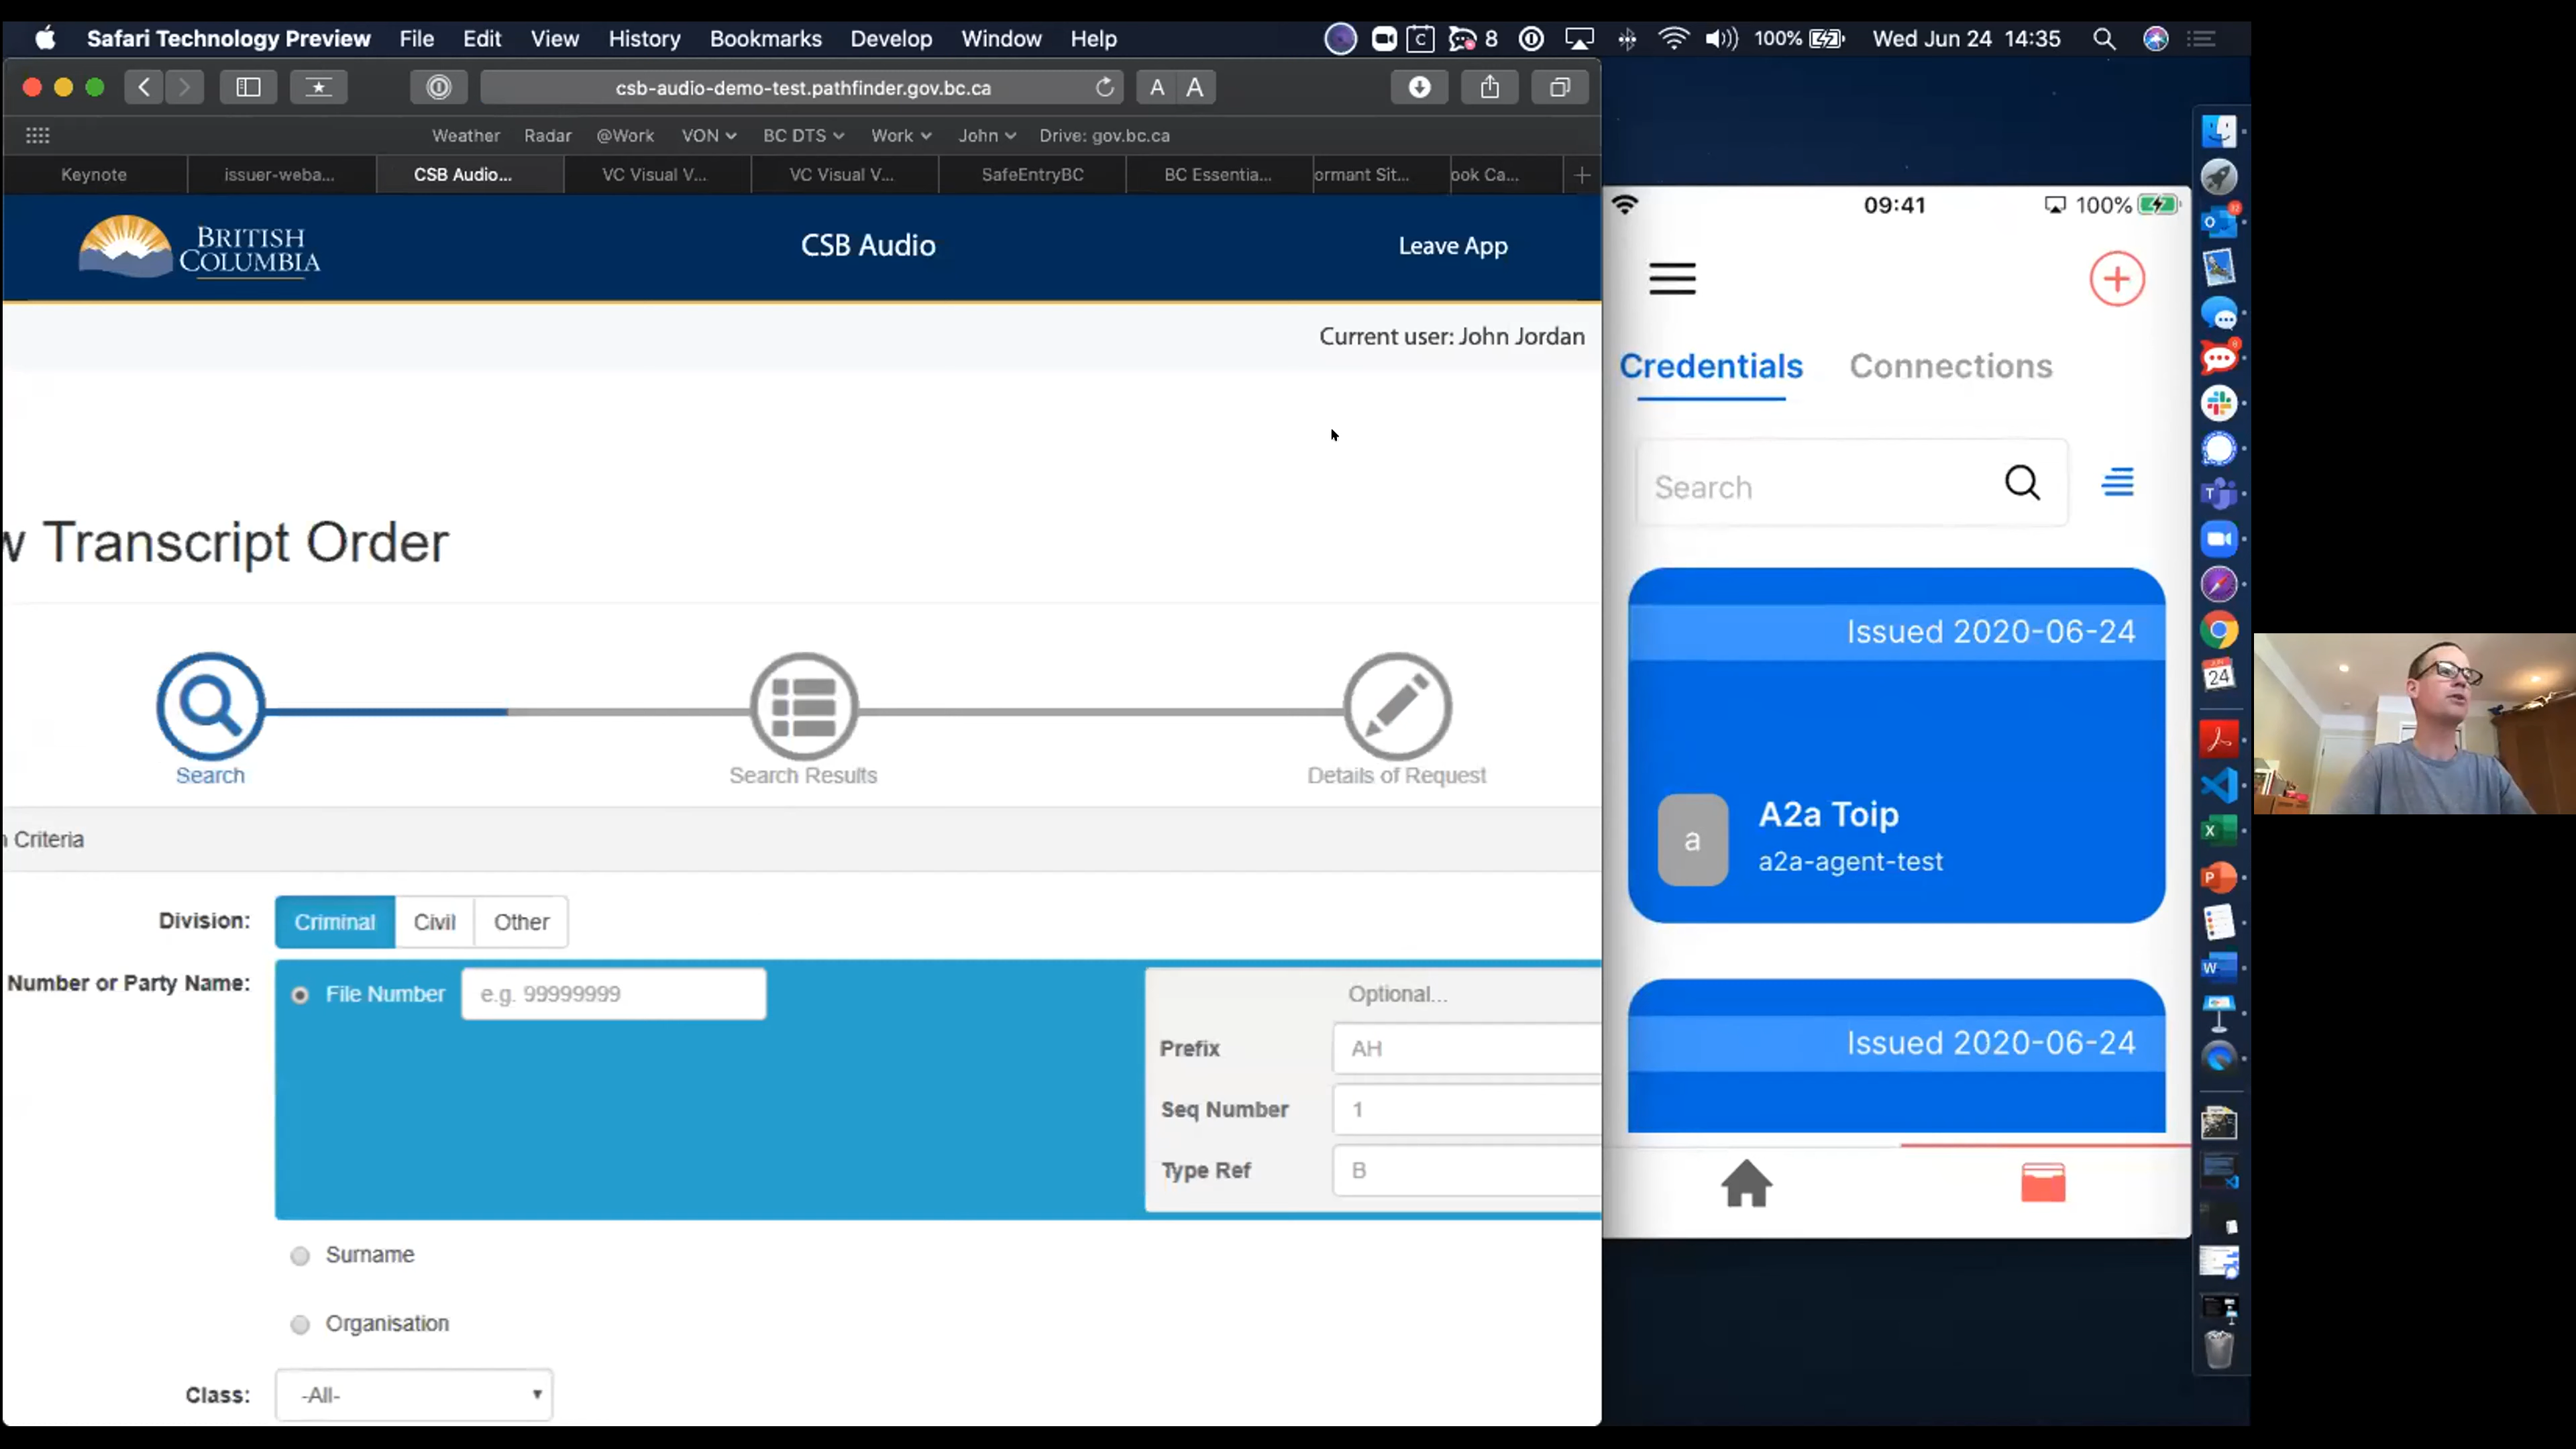 Safari Technology Preview File Edit View History Bookmarks Develop Window Help 8 100% Wed Jun 24 14:35
csb-audio-demo-test.pathfinder.gov.bc.ca A A
Weather Radar @Work VON BC DTS Work John Drive: gov.bc.ca
Keynote issuer-weba... CSB Audio... VC Visual V... VC Visual V... SafeEntryBC BC Essentia... ormant Sit... ook Ca...
BRITISH
COLUMBIA
CSB Audio
Leave App
Current user: John Jordan
w Transcript Order
Search
Search Results
Details of Request
n Criteria
Division: Criminal Civil Other
Number or Party Name: File Number e.g. 99999999
Optional...
Prefix AH
Seq Number 1
Type Ref B
Surname
Organisation
Class: -All-
09:41 100%
Credentials Connections
Search
Issued 2020-06-24
a
A2a Toip
a2a-agent-test
Issued 2020-06-24
24